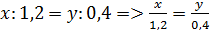 x: 1,2 = y: 0,4 => x/1,2 = y/0,4